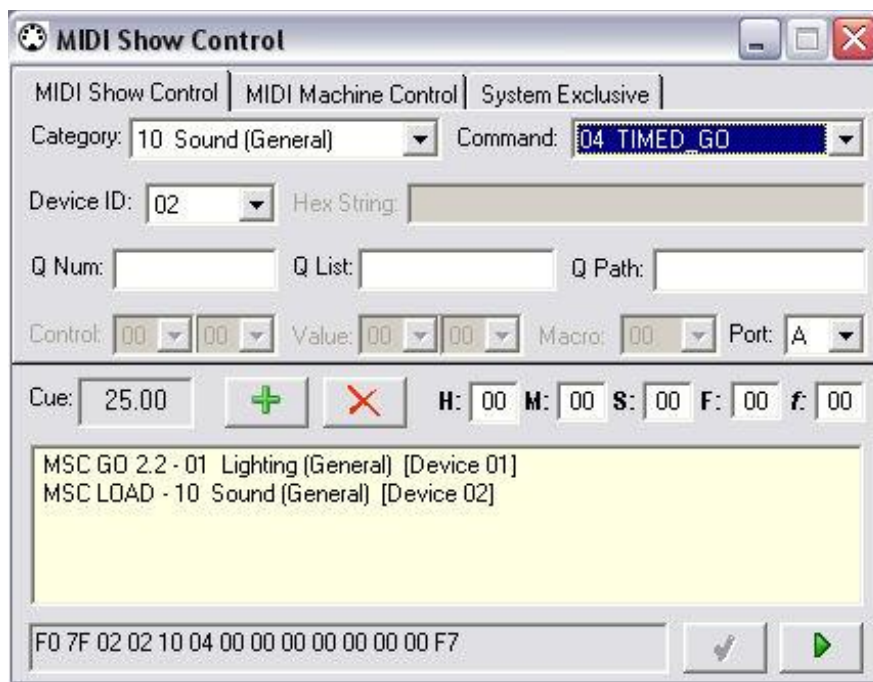 MIDI Show Control
MIDI Show Control MIDI Machine Control System Exclusive
Category: 10 Sound (General) Command: 04 TIMED_GO
Device ID: 02 Hex String:
Q Num: Q List: Q Path:
Control: 00 00 Value: 00 00 Macro: 00 Port: A
Cue: 25.00 H: 00 M: 00 S: 00 F: 00 f: 00
MSC GO 2.2 - 01 Lighting (General) [Device 01]
MSC LOAD - 10 Sound (General) [Device 02]
F0 7F 02 02 10 04 00 00 00 00 00 00 00 F7